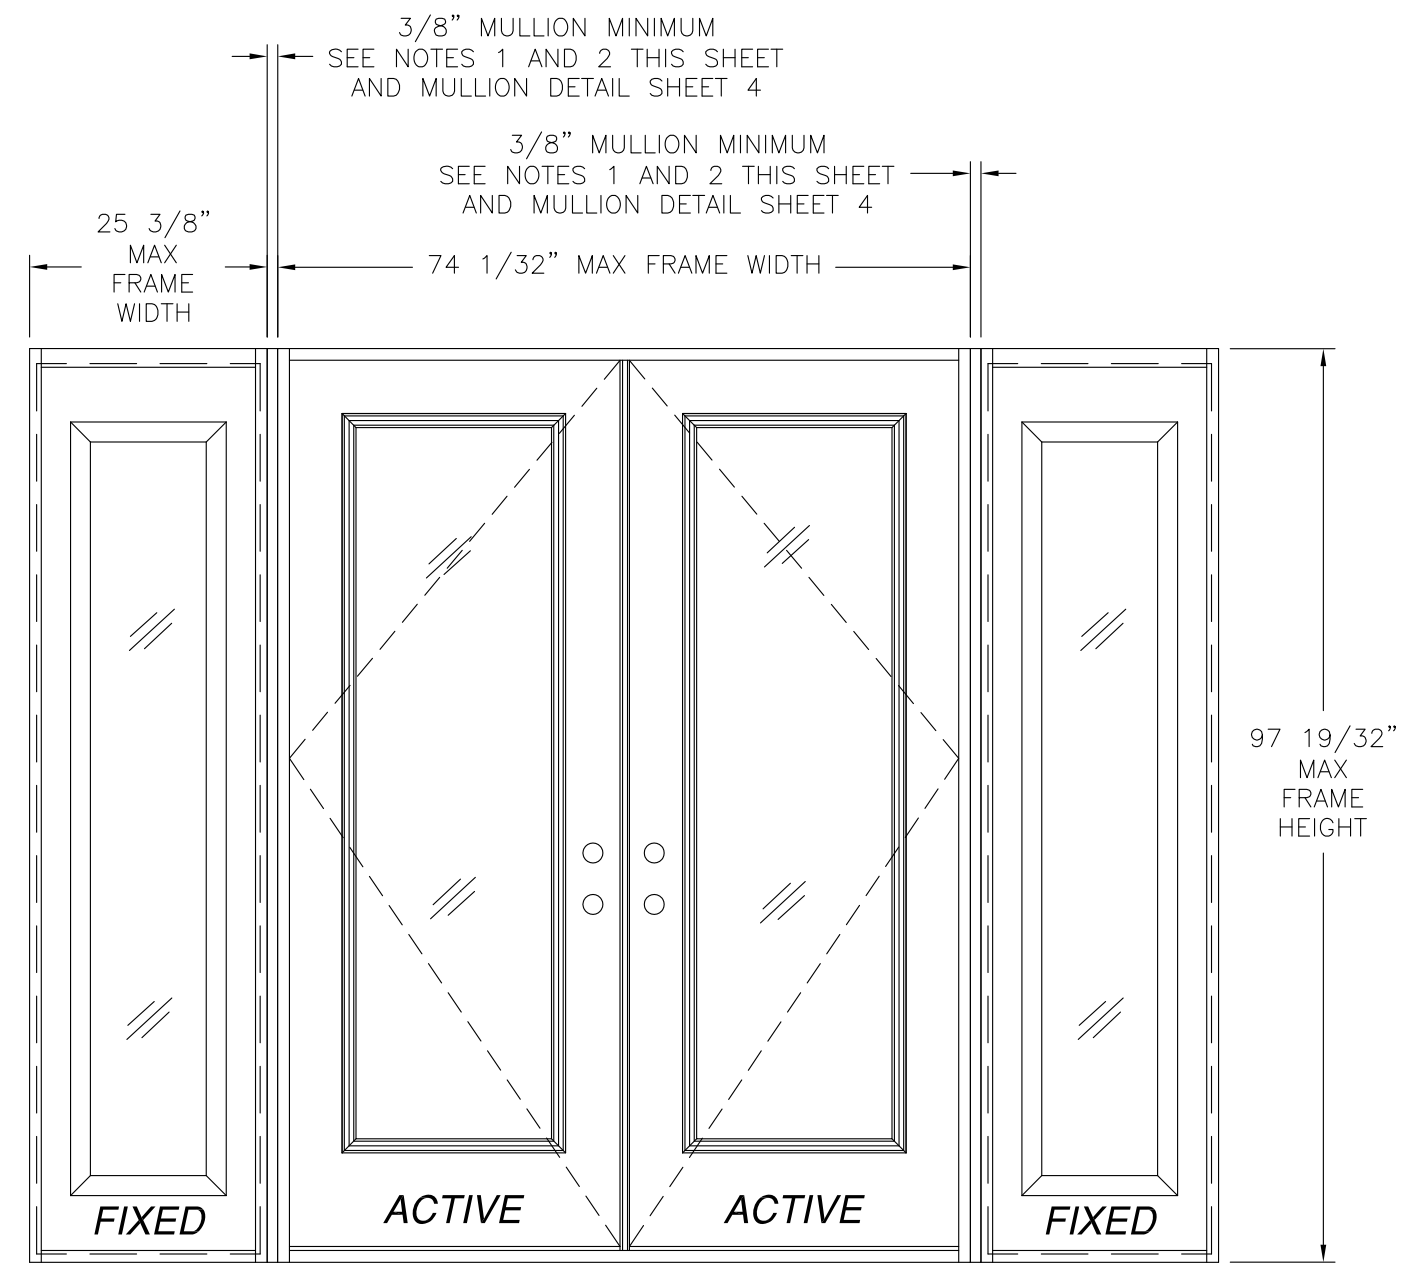 3/8” MULLION MINIMUM
SEE NOTES 1 AND 2 THIS SHEET
AND MULLION DETAIL SHEET 4
3/8” MULLION MINIMUM
SEE NOTES 1 AND 2 THIS SHEET
AND MULLION DETAIL SHEET 4
25 3/8”
MAX
FRAME
WIDTH
74 1/32” MAX FRAME WIDTH
97 19/32”
MAX
FRAME
HEIGHT
FIXED
ACTIVE
ACTIVE
FIXED